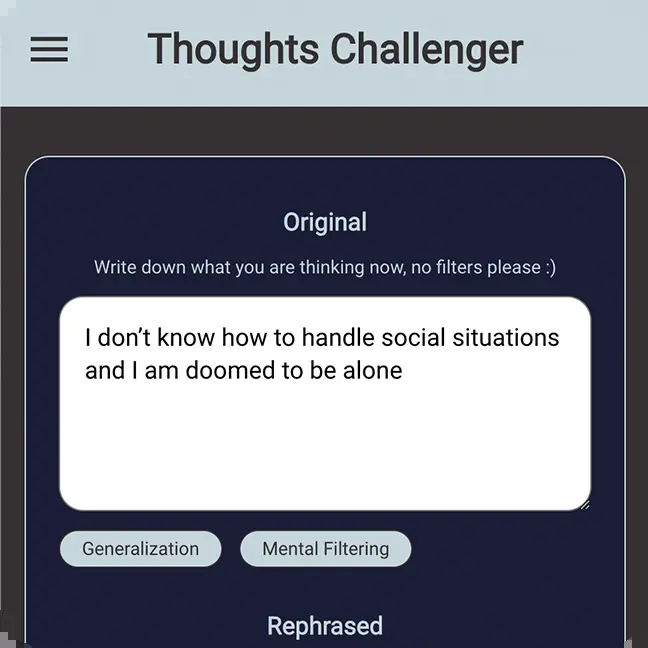 Thoughts Challenger
Original
Write down what you are thinking now, no filters please :)
I don’t know how to handle social situations
and I am doomed to be alone
Generalization Mental Filtering
Rephrased